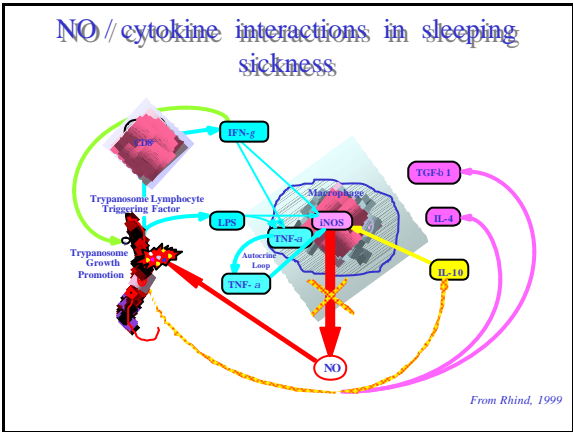 NO / cytokine interactions in sleeping
sickness
CD8
IFN-g
TGF-b 1
Macrophage
Trypanosome Lymphocyte
Triggering Factor
LPS
iNOS
IL-4
TNF-a
Trypanosome
Growth
Promotion
Autocrine
Loop
IL-10
TNF- a
NO
From Rhind, 1999